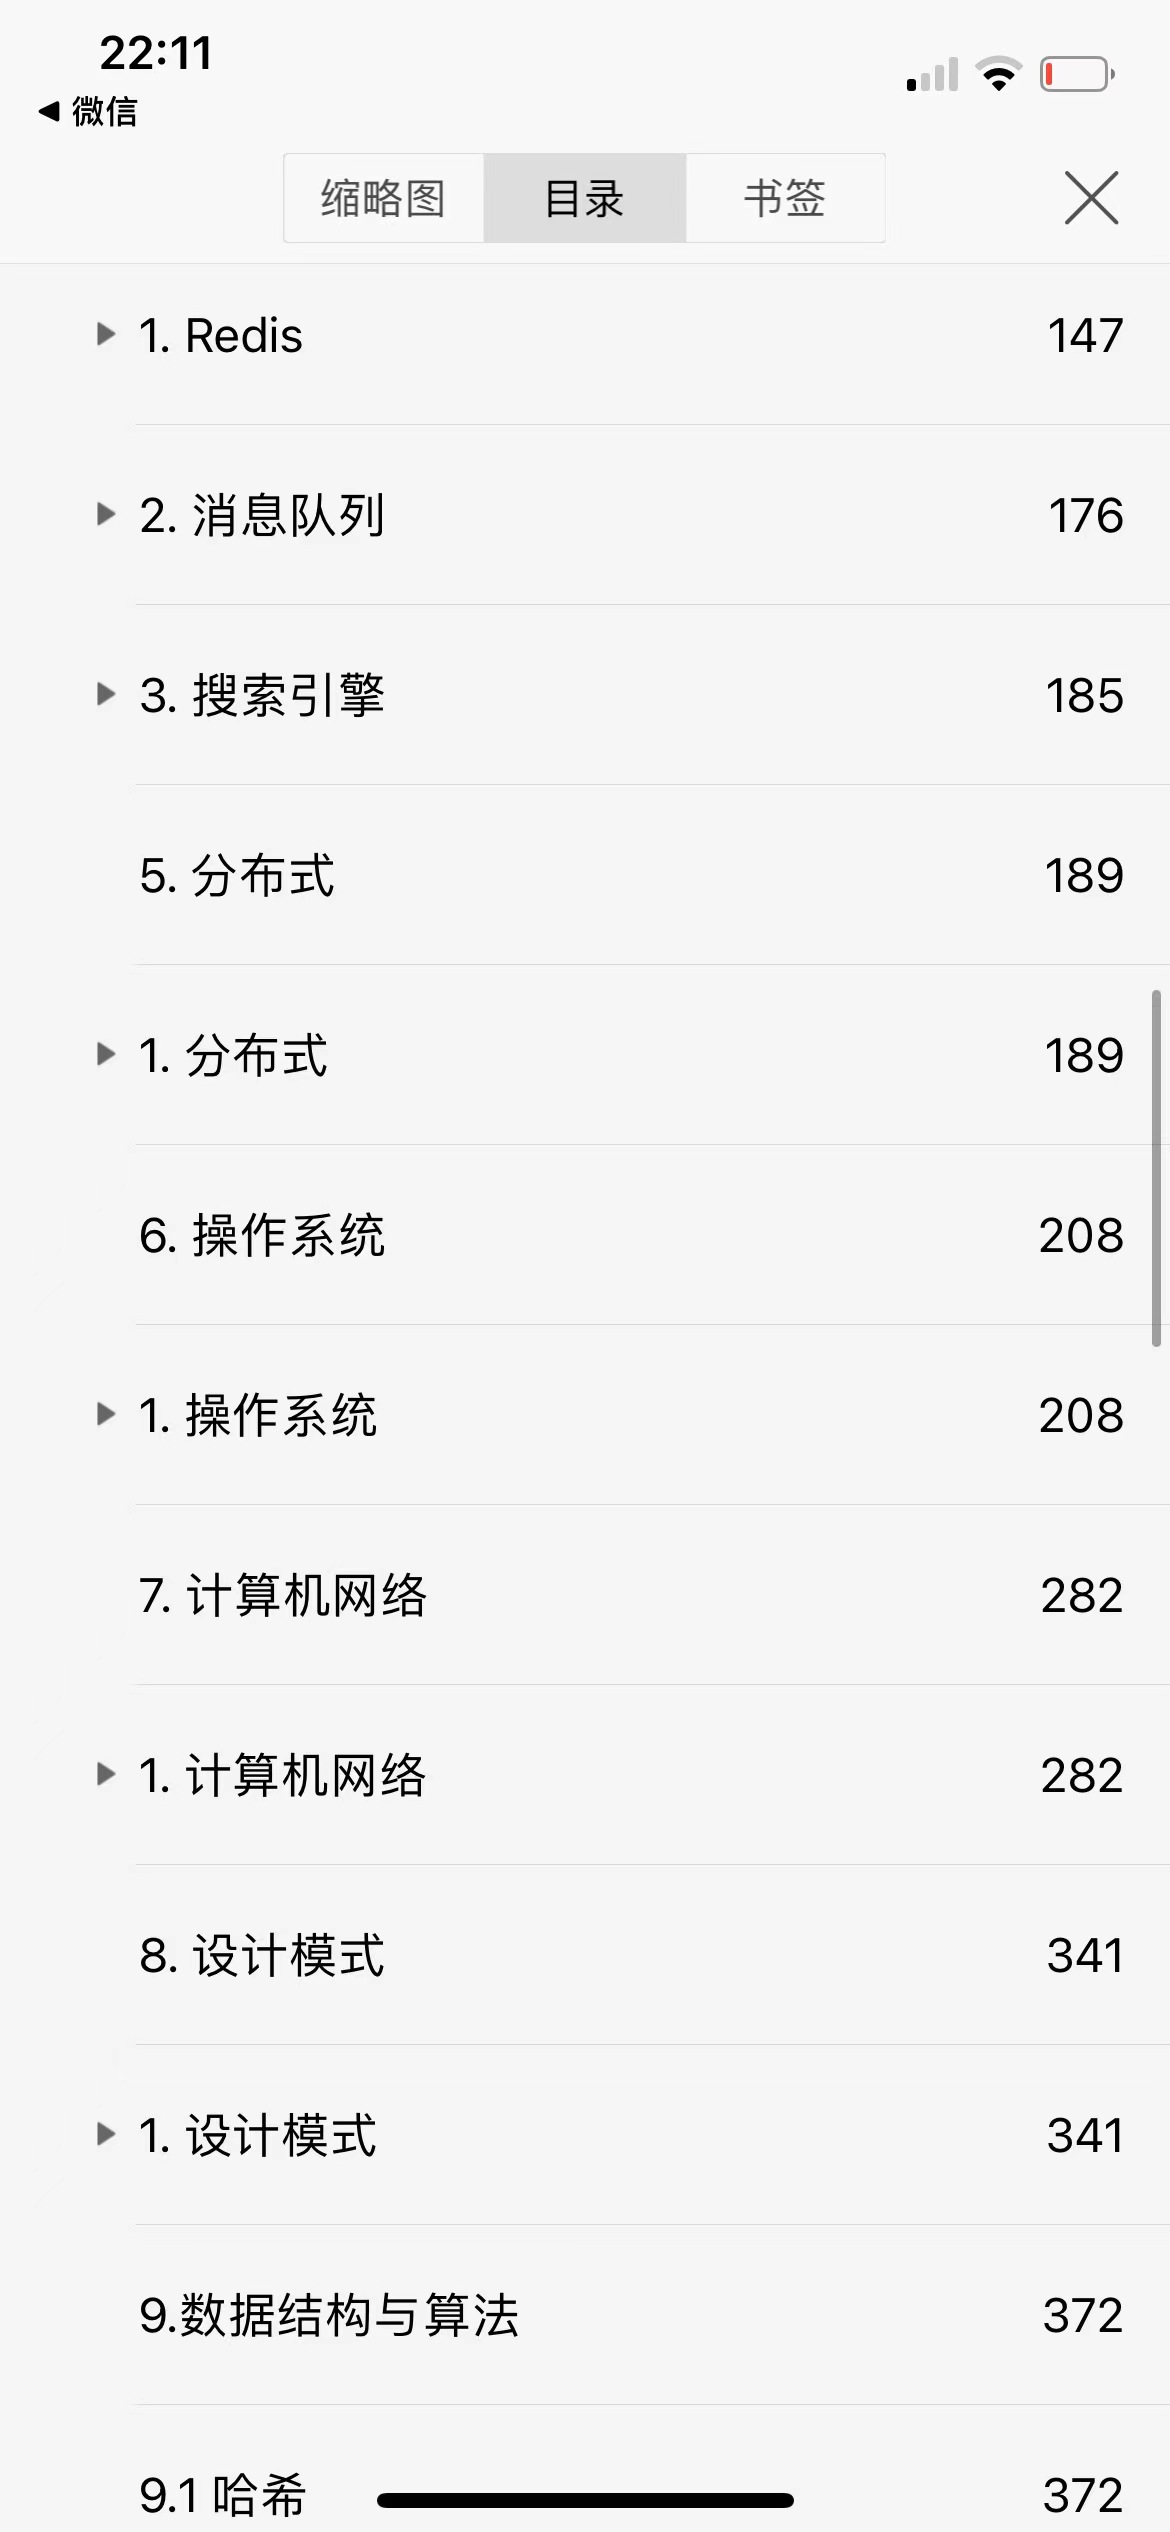 22:11
微信
缩略图 目录 书签
1. Redis 147
2. 消息队列 176
3. 搜索引擎 185
5. 分布式 189
1. 分布式 189
6. 操作系统 208
1. 操作系统 208
7. 计算机网络 282
1. 计算机网络 282
8. 设计模式 341
1. 设计模式 341
9.数据结构与算法 372
9.1 哈希 372